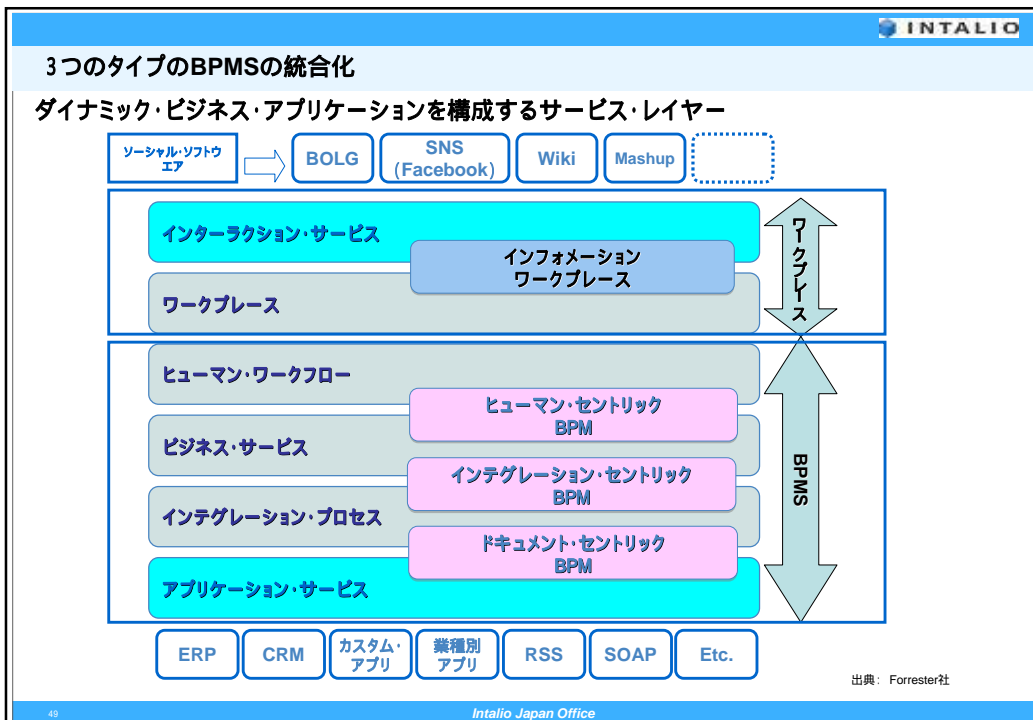 INTALIO
3つのタイプのBPMSの統合化
ダイナミック・ビジネス・アプリケーションを構成するサービス・レイヤー
ソーシャル・ソフトウ
エア
BOLG
SNS
(Facebook)
Wiki
Mashup
インターラクション・サービス
インフォメーション
ワークプレース
ワークプレース
ワークプレイス
ヒューマン・ワークフロー
ヒューマン・セントリック
BPM
ビジネス・サービス
インテグレーション・セントリック
BPM
インテグレーション・プロセス
ドキュメント・セントリック
BPM
アプリケーション・サービス
BPMS
ERP
CRM
カスタム・
アプリ
業種別
アプリ
RSS
SOAP
Etc.
出典: Forrester社
49
Intalio Japan Office